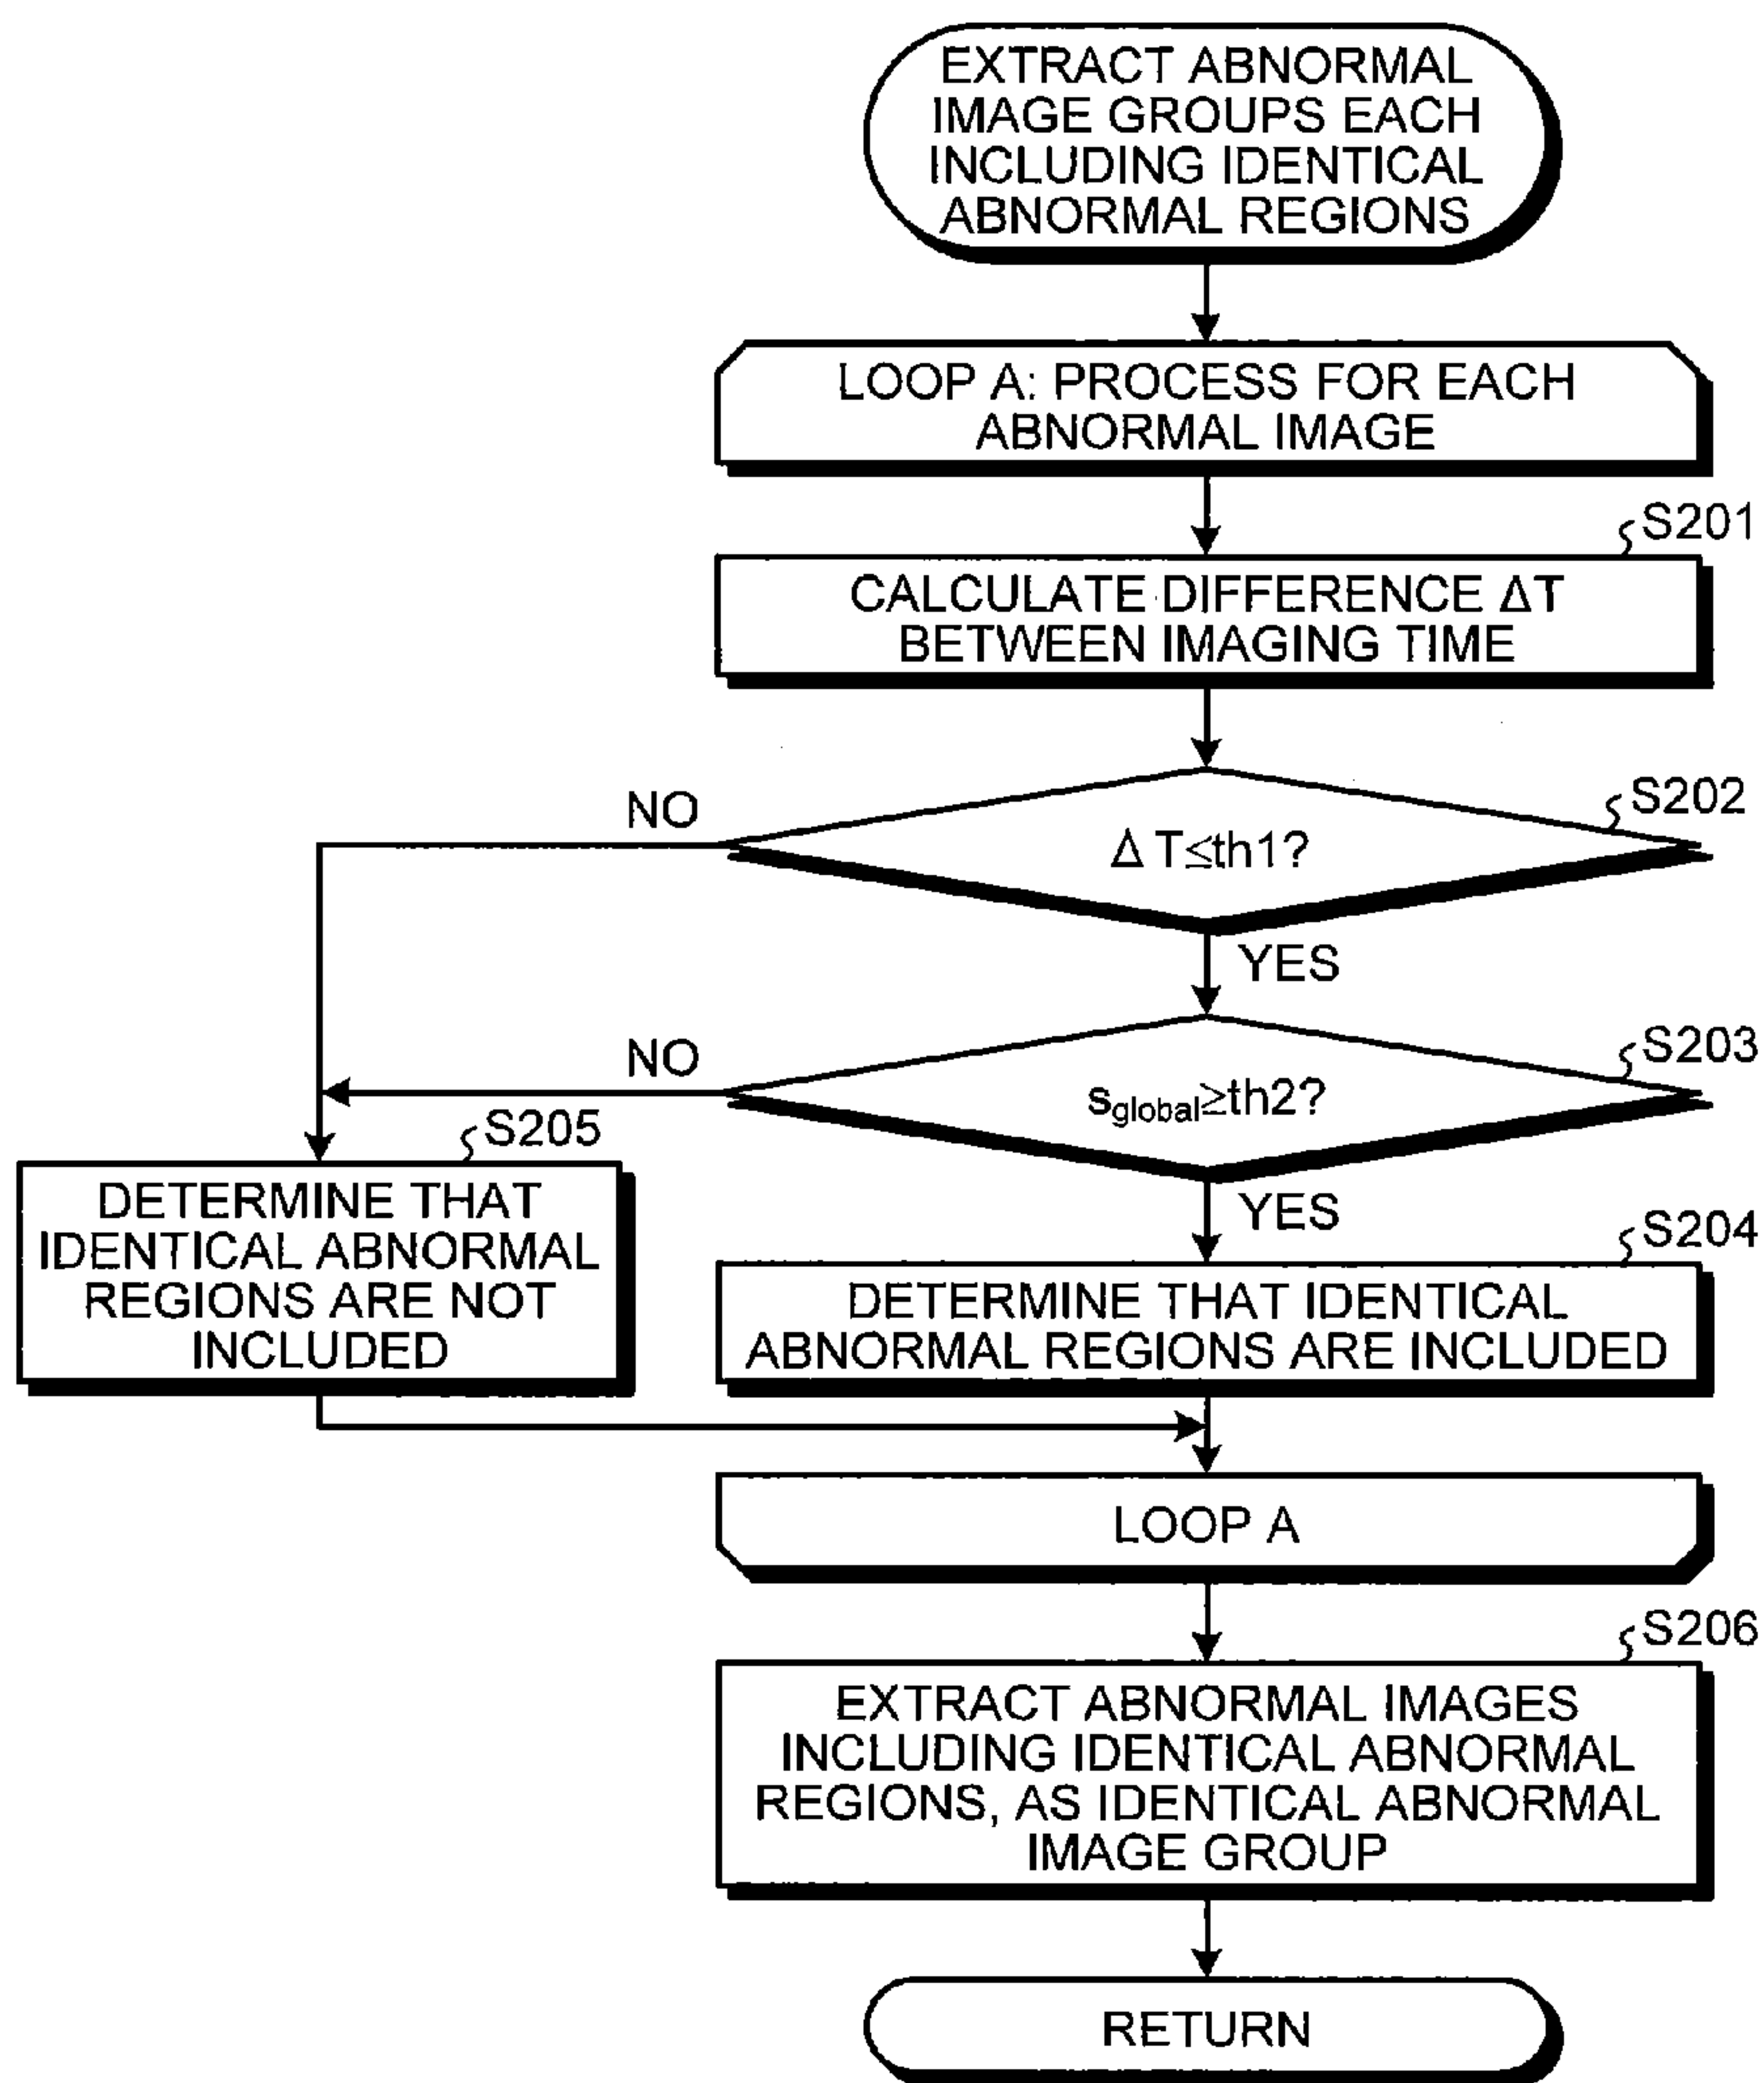 EXTRACT ABNORMAL
IMAGE GROUPS EACH
INCLUDING IDENTICAL
ABNORMAL REGIONS
LOOP A: PROCESS FOR EACH
ABNORMAL IMAGE
S201
CALCULATE DIFFERENCE ΔT
BETWEEN IMAGING TIME
S202
NO
Δ T≤th1?
YES
S203
NO
sglobal≥th2?
YES
S205
DETERMINE THAT
IDENTICAL ABNORMAL
REGIONS ARE NOT
INCLUDED
S204
DETERMINE THAT IDENTICAL
ABNORMAL REGIONS ARE INCLUDED
LOOP A
S206
EXTRACT ABNORMAL IMAGES
INCLUDING IDENTICAL ABNORMAL
REGIONS, AS IDENTICAL ABNORMAL
IMAGE GROUP
RETURN